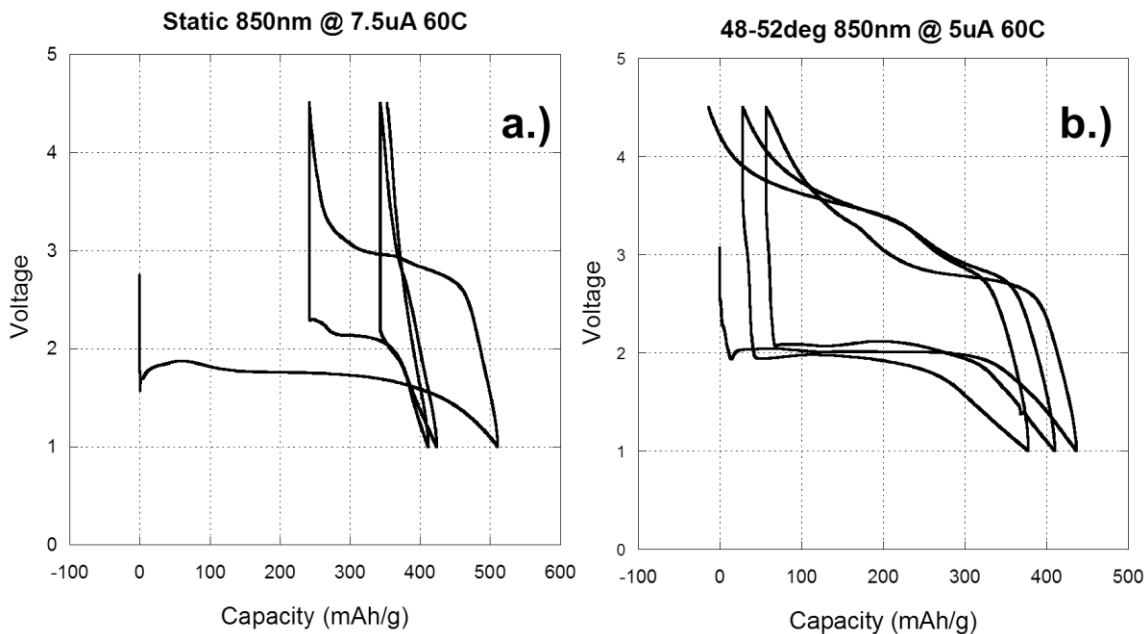 Static 850nm @ 7.5uA 60C
a.)
Voltage
5
4
3
2
1
0
-100 0 100 200 300 400 500 600
Capacity (mAh/g)
48-52deg 850nm @ 5uA 60C
b.)
Voltage
5
4
3
2
1
0
-100 0 100 200 300 400 500
Capacity (mAh/g)